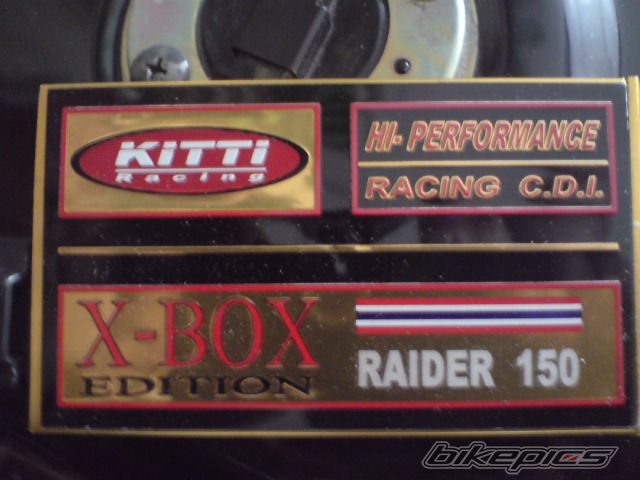 KITTI
Racing
HI- PERFORMANCE
RACING C.D.I.
X-BOX
EDITION
RAIDER 150
bikepics